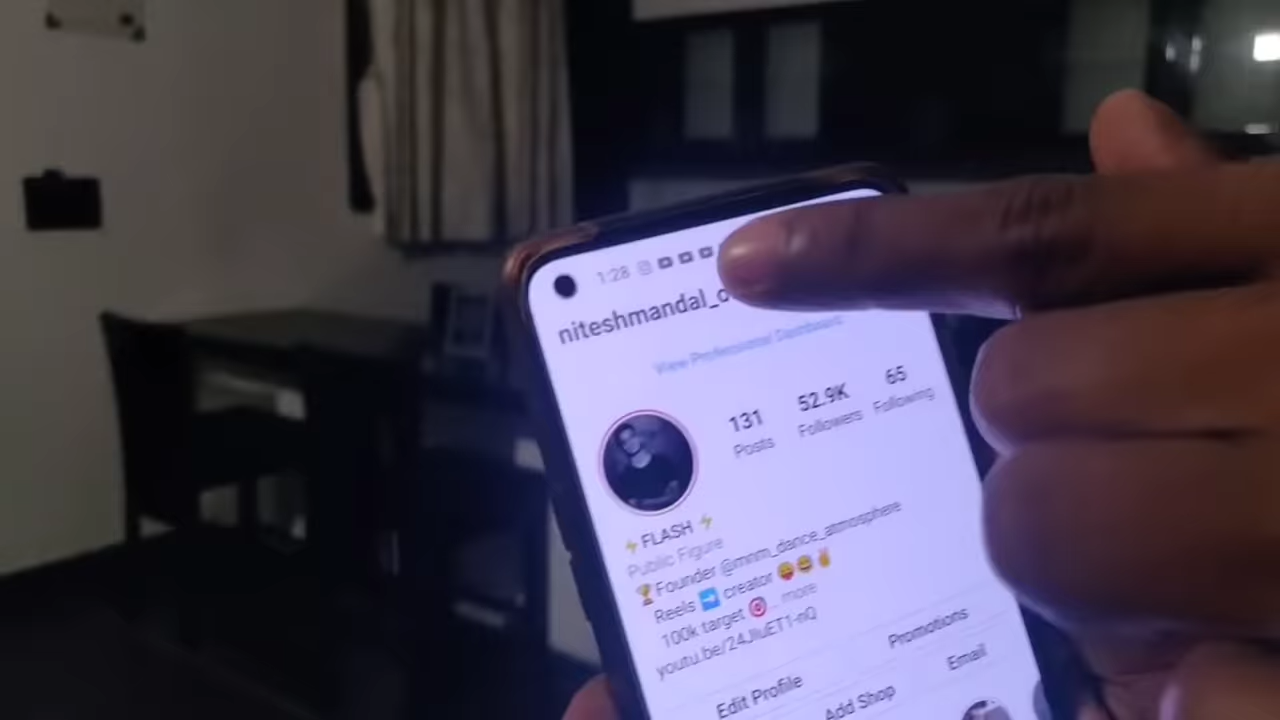 1:28
niteshmandal_
View Professional Dashboard
131 52.9K 65
Posts Followers Following
⚡FLASH ⚡
Public Figure
🏆Founder @mnm_dance_atmosphere
Reels ➡️ creator 😜😄✌️
100k target 🎯... more
youtu.be/24JluET1-nQ
Edit Profile Promotions
Add Shop Email